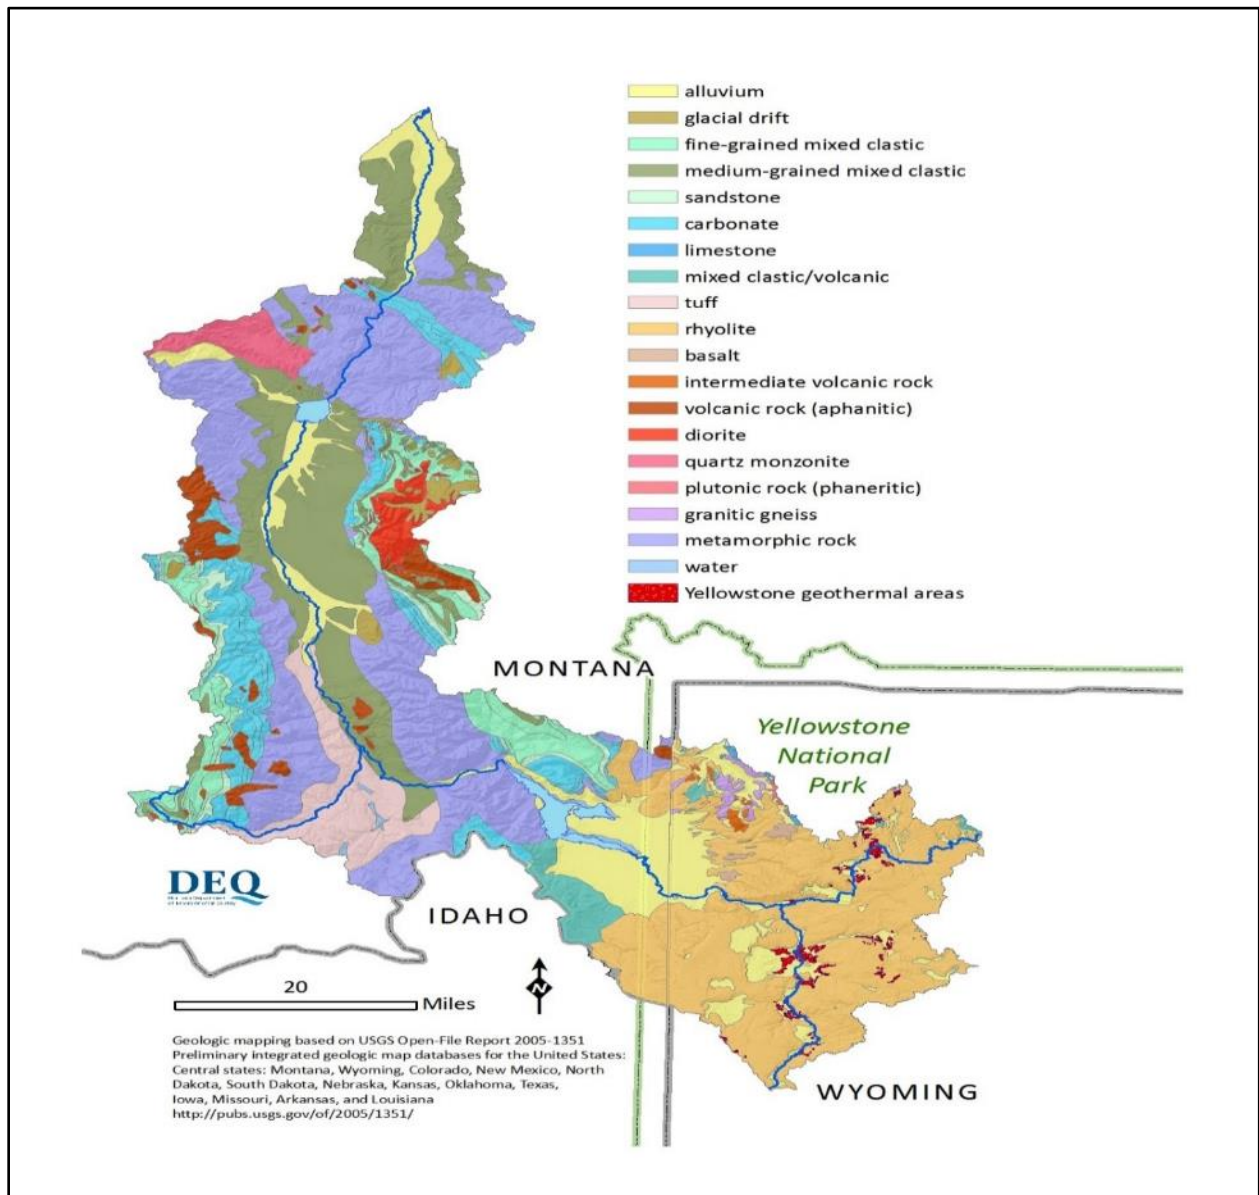 alluvium
glacial drift
fine-grained mixed clastic
medium-grained mixed clastic
sandstone
carbonate
limestone
mixed clastic/volcanic
tuff
rhyolite
basalt
intermediate volcanic rock
volcanic rock (aphanitic)
diorite
quartz monzonite
plutonic rock (phaneritic)
granitic gneiss
metamorphic rock
water
Yellowstone geothermal areas
MONTANA
Yellowstone
National
Park
DEQ
IDAHO
N
20
Miles
WYOMING
Geologic mapping based on USGS Open-File Report 2005-1351
Preliminary integrated geologic map databases for the United States:
Central states: Montana, Wyoming, Colorado, New Mexico, North
Dakota, South Dakota, Nebraska, Kansas, Oklahoma, Texas,
Iowa, Missouri, Arkansas, and Louisiana
http://pubs.usgs.gov/of/2005/1351/